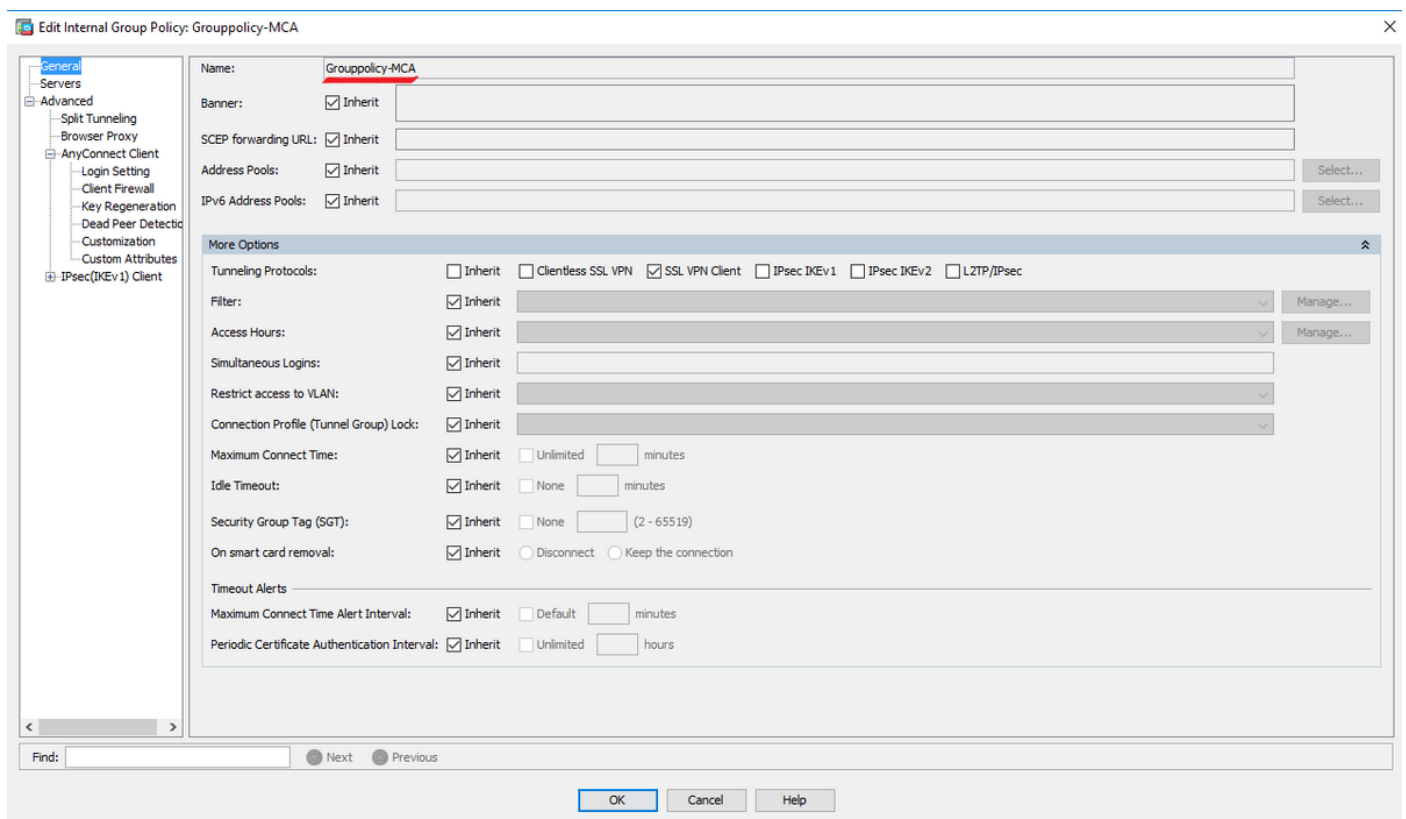 Edit Internal Group Policy: Grouppolicy-MCA
General
Servers
Advanced
Split Tunneling
Browser Proxy
AnyConnect Client
Login Setting
Client Firewall
Key Regeneration
Dead Peer Detectio
Customization
Custom Attributes
IPsec(IKEv1) Client
Name: Grouppolicy-MCA
Banner: Inherit
SCEP forwarding URL: Inherit
Address Pools: Inherit Select...
IPv6 Address Pools: Inherit Select...
More Options
Tunneling Protocols: Inherit Clientless SSL VPN SSL VPN Client IPsec IKEv1 IPsec IKEv2 L2TP/IPsec
Filter: Inherit Manage...
Access Hours: Inherit Manage...
Simultaneous Logins: Inherit
Restrict access to VLAN: Inherit
Connection Profile (Tunnel Group) Lock: Inherit
Maximum Connect Time: Inherit Unlimited minutes
Idle Timeout: Inherit None minutes
Security Group Tag (SGT): Inherit None (2 - 65519)
On smart card removal: Inherit Disconnect Keep the connection
Timeout Alerts
Maximum Connect Time Alert Interval: Inherit Default minutes
Periodic Certificate Authentication Interval: Inherit Unlimited hours
Find: Next Previous
OK Cancel Help